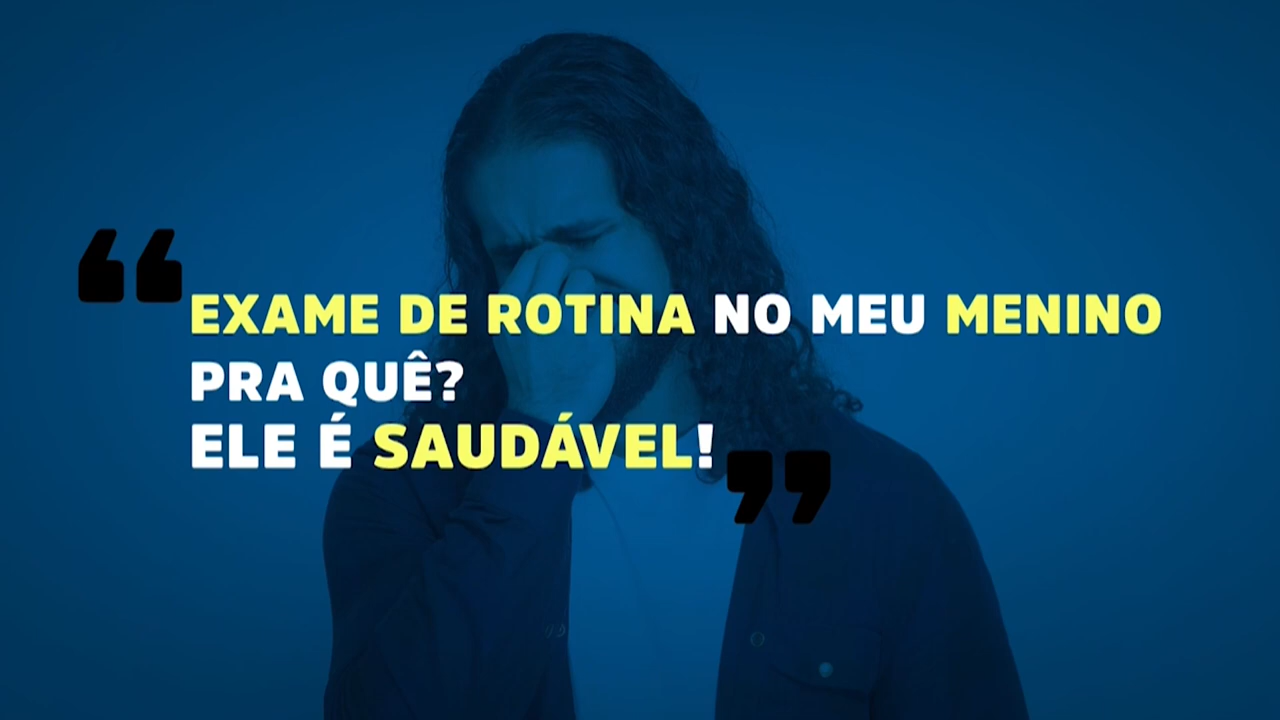 “EXAME DE ROTINA NO MEU MENINO
PRA QUÊ?
ELE É SAUDÁVEL!”